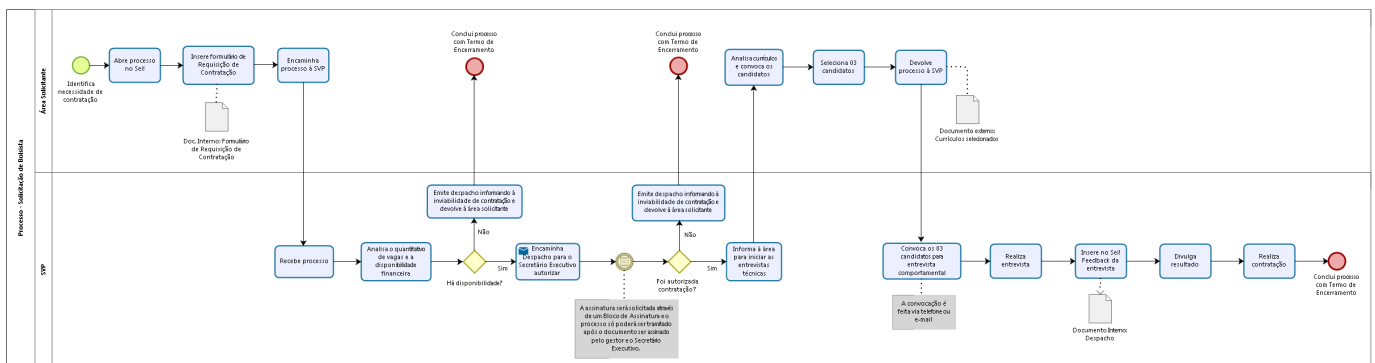 Processo - Solicitação de Bolsista
Área Solicitante
Identifica
necessidade de
contratação
Abre processo
no SeiI
Insere formulário de
Requisição de
Contratação
Doc. Interno: Formulário
de Requisição de
Contratação
Encaminha
processo à SVP
Conclui processo
com Termo de
Encerramento
Conclui processo
com Termo de
Encerramento
Analisa currículos
e convoca os
candidatos
Seleciona 03
candidatos
Devolve
processo à SVP
Documento externo:
Currículos selecionados
SVP
Recebe processo
Analisa o quantitativo
de vagas e a
disponibilidade
financeira
Há disponibilidade?
Não
Emite despacho informando à
inviabilidade de contratação e
devolve à área solicitante
Sim
Encaminha
Despacho para o
Secretário Executivo
autorizar
A assinatura será solicitada através
de um Bloco de Assinatura e o
processo só poderá ser tramitado
após o documento ser assinado
pelo gestor e o Secretário
Executivo.
Foi autorizada
contratação?
Não
Emite despacho informando à
inviabilidade de contratação e
devolve à área solicitante
Sim
Informa à área
para iniciar as
entrevistas
técnicas
Convoca os 03
candidatos para
entrevista
comportamental
A convocação é
feita via telefone ou
e-mail
Realiza
entrevista
Insere no SeiI
Feedback da
entrevista
Documento Interno:
Despacho
Divulga
resultado
Realiza
contratação
Conclui processo
com Termo de
Encerramento